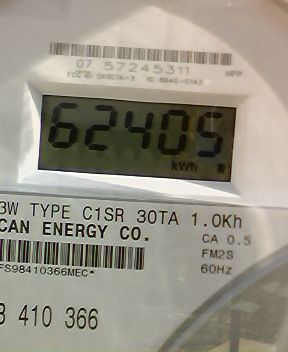 07 57245311
NPP
62405
kWh
3W TYPE C1SR 30TA 1.0Kh
CAN ENERGY CO.
CA 0.5
FM2S
60Hz
FS98410366MEC*
410 366